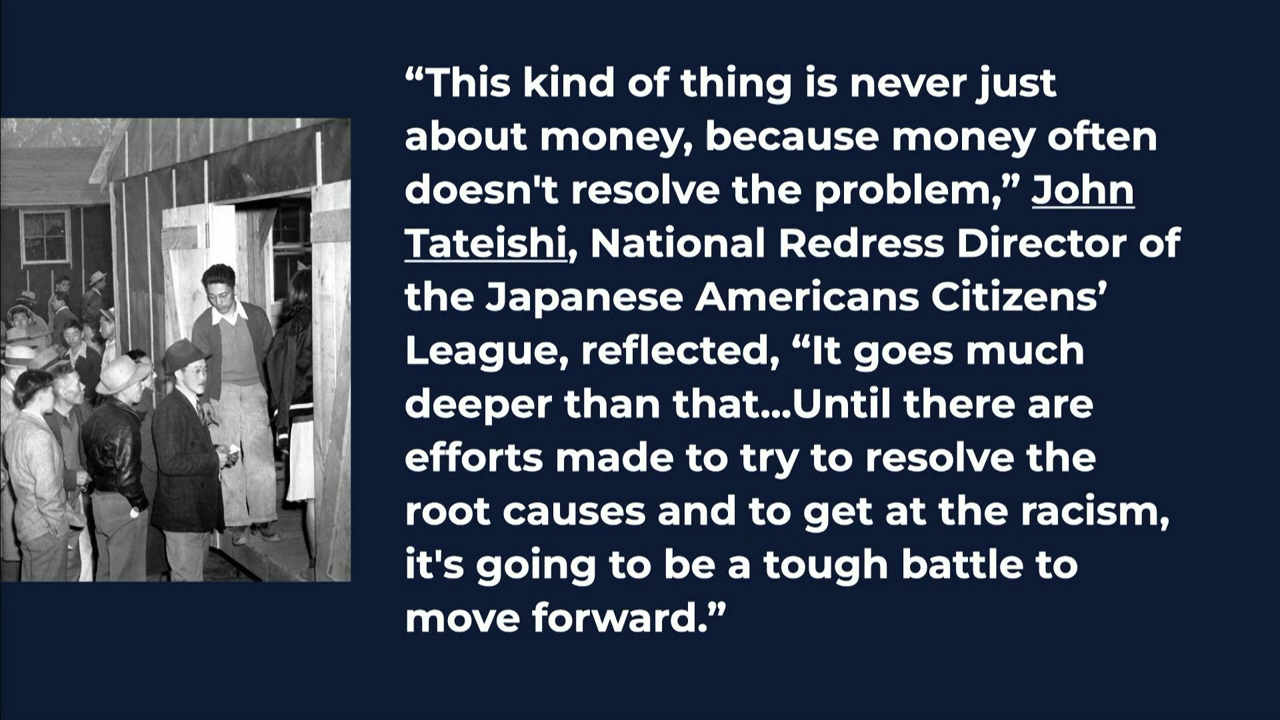 “This kind of thing is never just
about money, because money often
doesn't resolve the problem,” John
Tateishi, National Redress Director of
the Japanese Americans Citizens’
League, reflected, “It goes much
deeper than that...Until there are
efforts made to try to resolve the
root causes and to get at the racism,
it's going to be a tough battle to
move forward.”